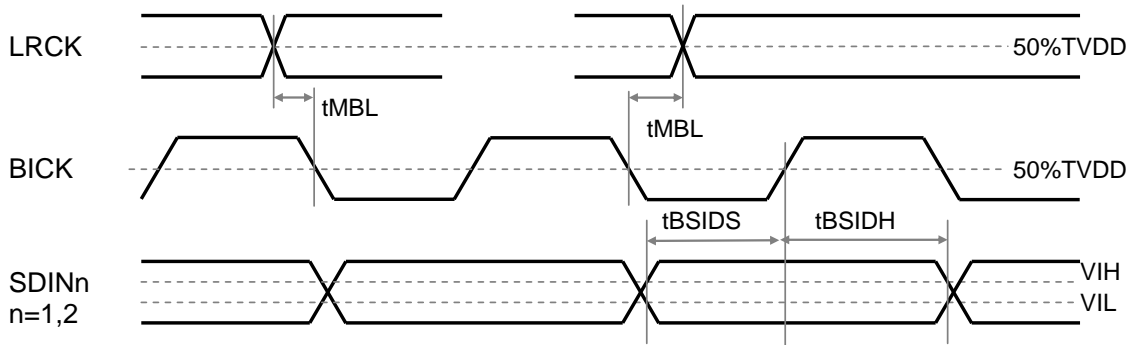 LRCK
50%TVDD
tMBL
tMBL
BICK
50%TVDD
tBSIDS
tBSIDH
SDINn
n=1,2
VIH
VIL